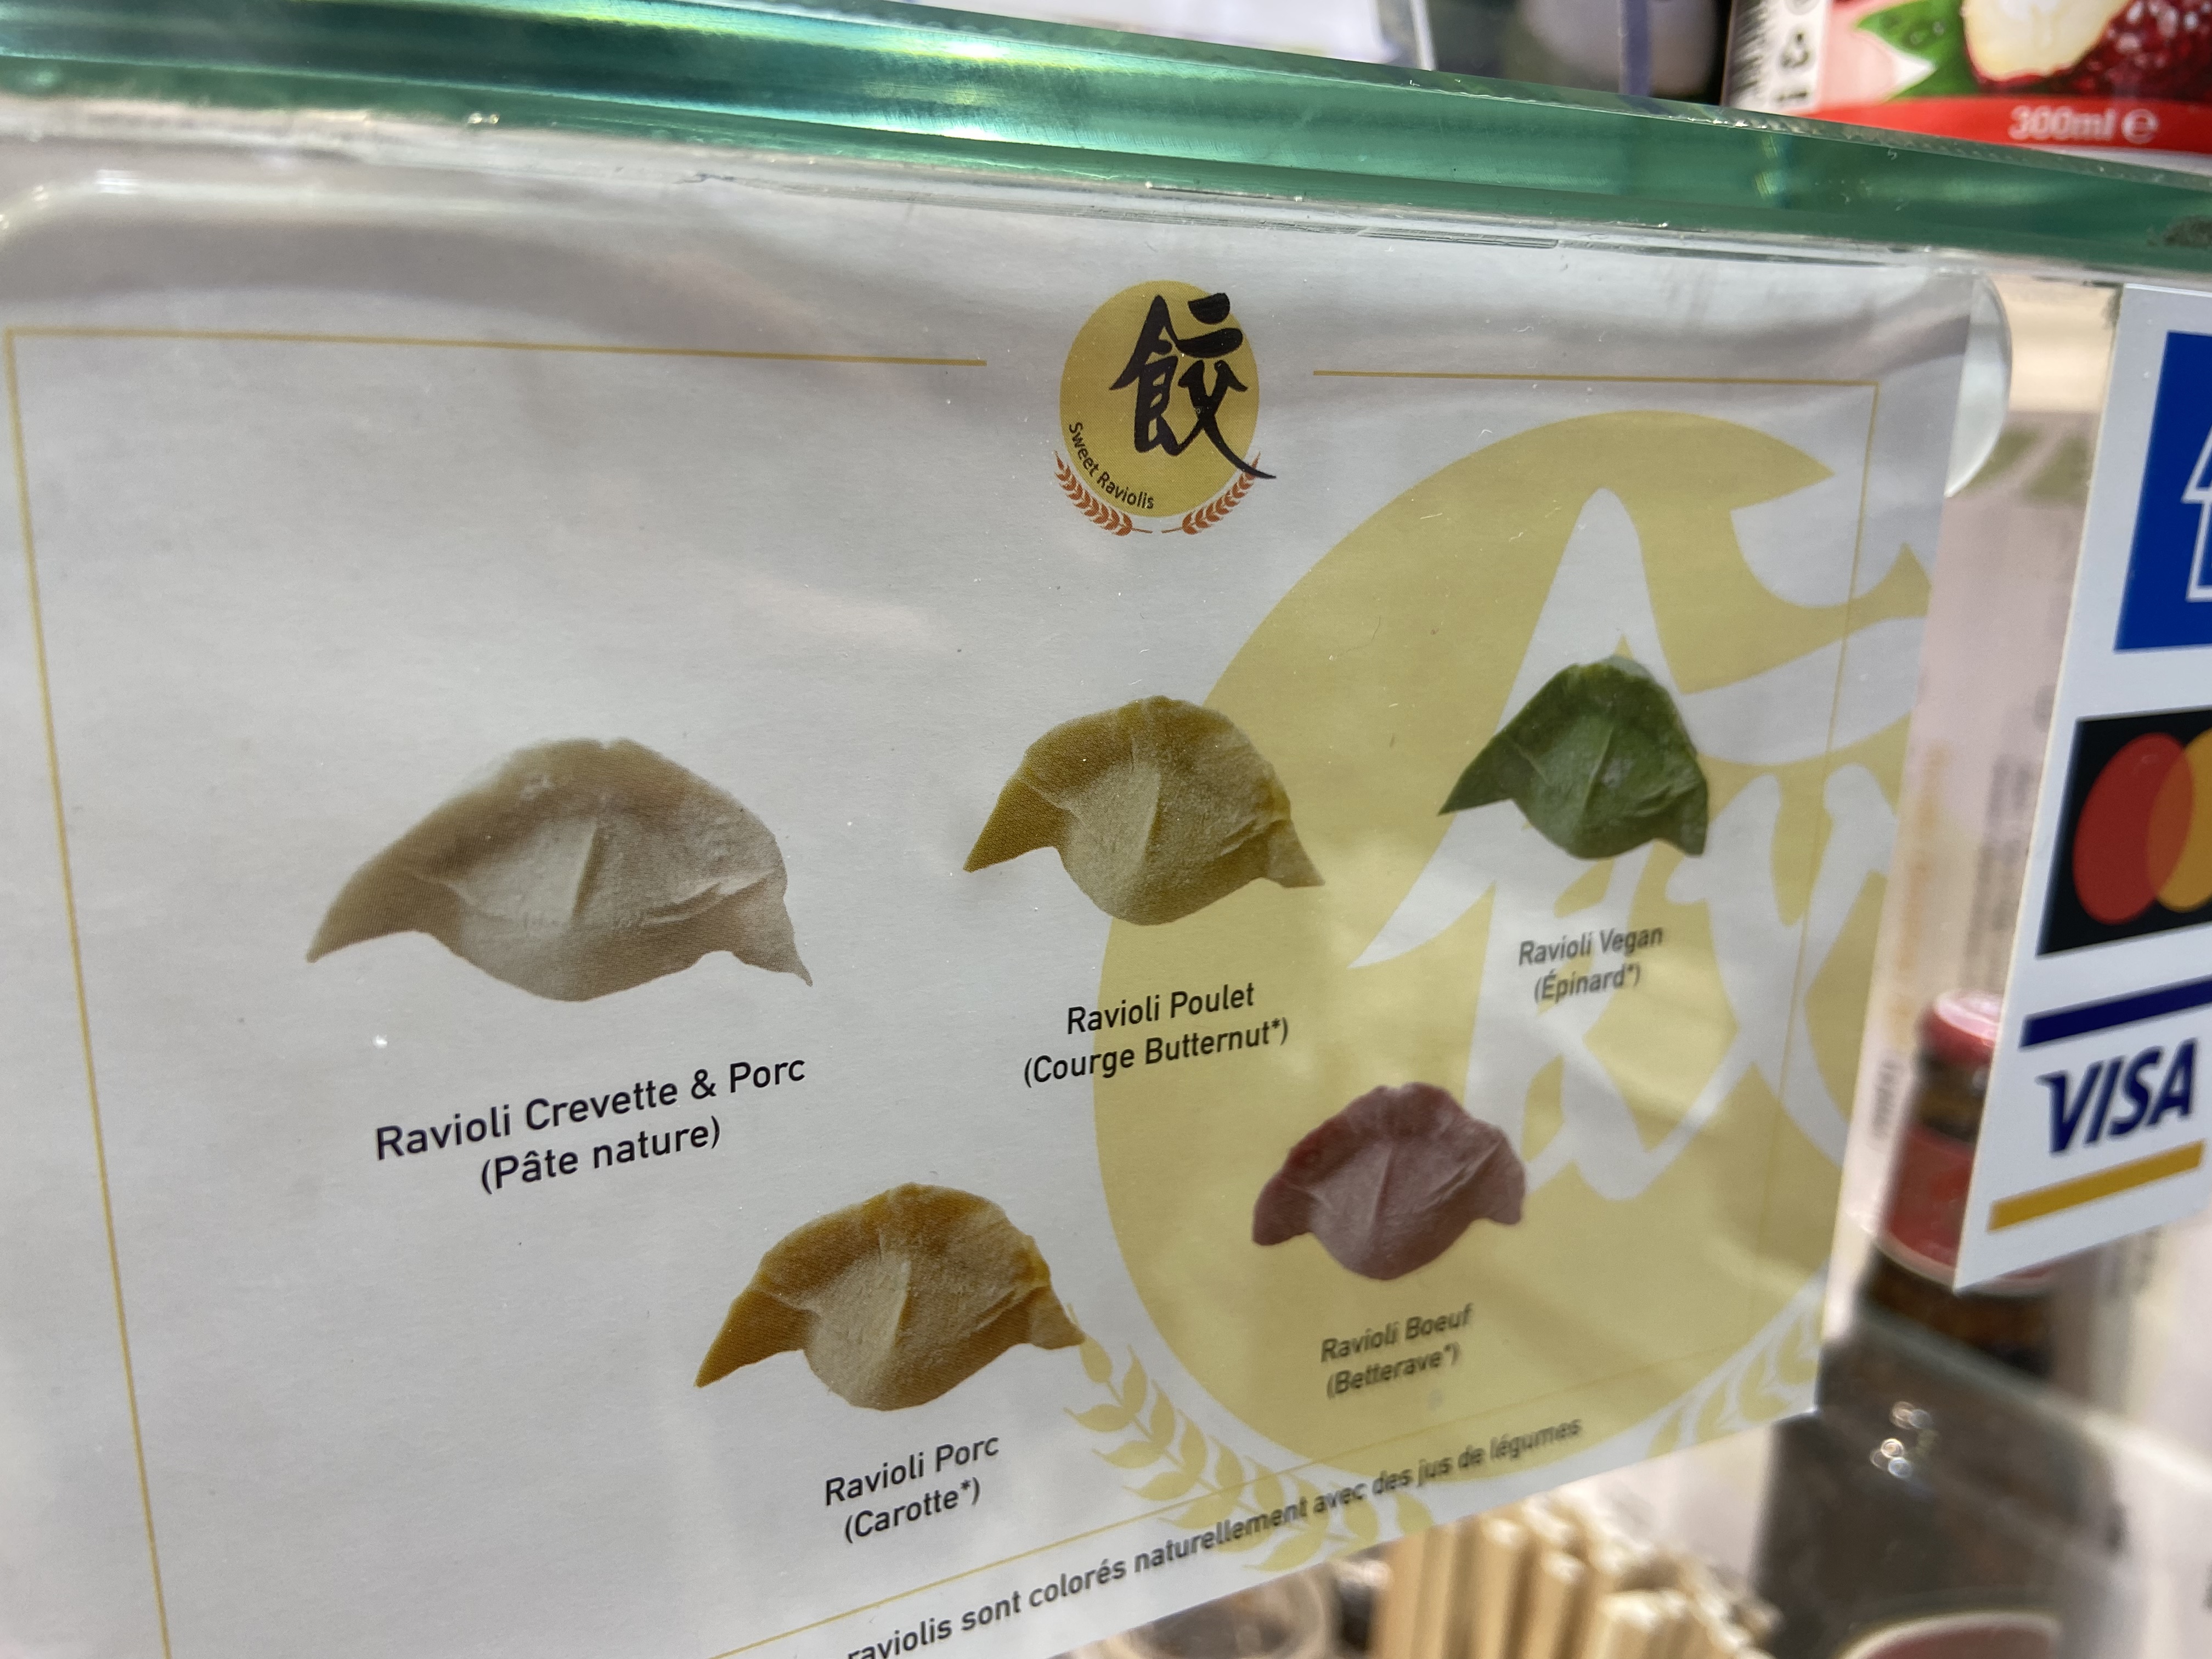 300ml e
餃
Sweet Raviolis
Ravioli Crevette & Porc
(Pâte nature)
Ravioli Poulet
(Courge Butternut*)
Ravioli Vegan
(Épinard*)
Ravioli Porc
(Carotte*)
Ravioli Boeuf
(Betterave*)
raviolis sont colorés naturellement avec des jus de légumes
VISA